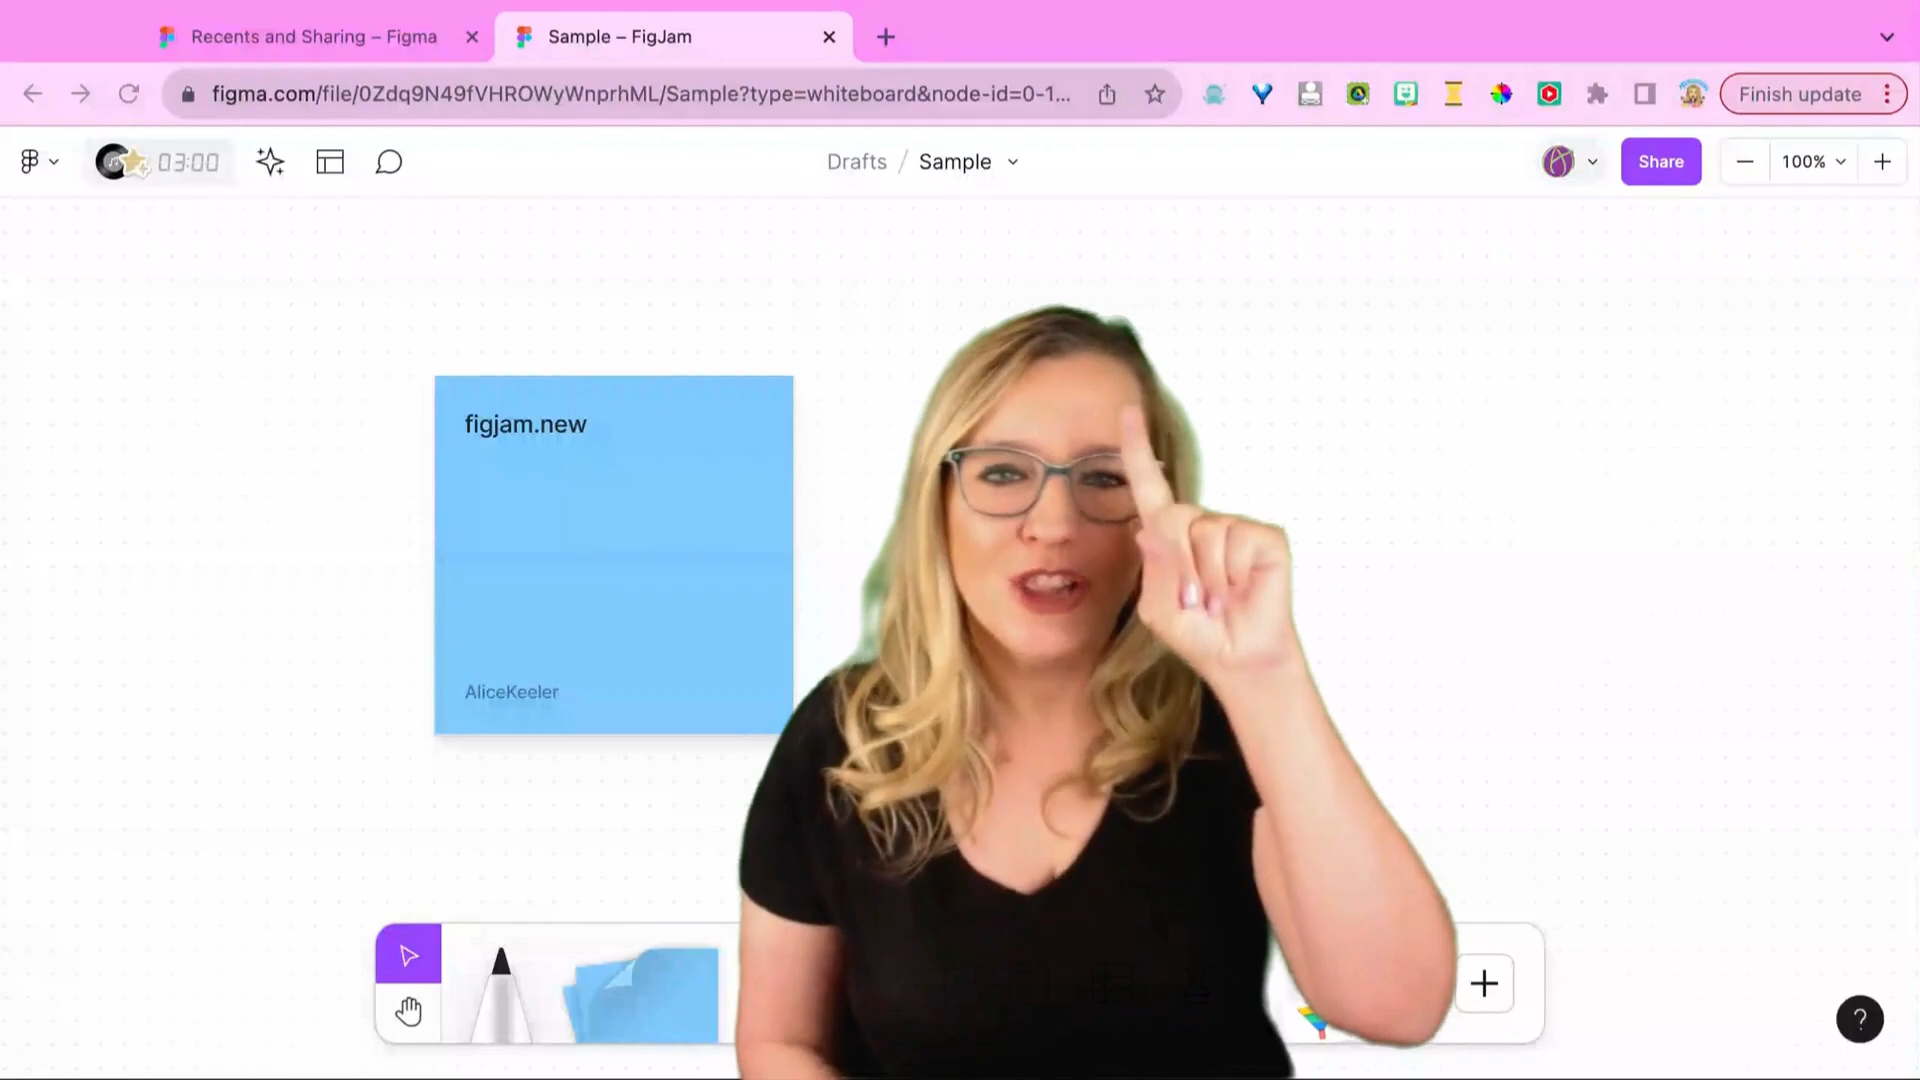 Recents and Sharing – Figma
Sample – FigJam
figma.com/file/0Zdq9N49fVHROWyWnprhML/Sample?type=whiteboard&node-id=0-1...
Finish update
03:00
Drafts / Sample
Share
100%
figjam.new
AliceKeeler
?